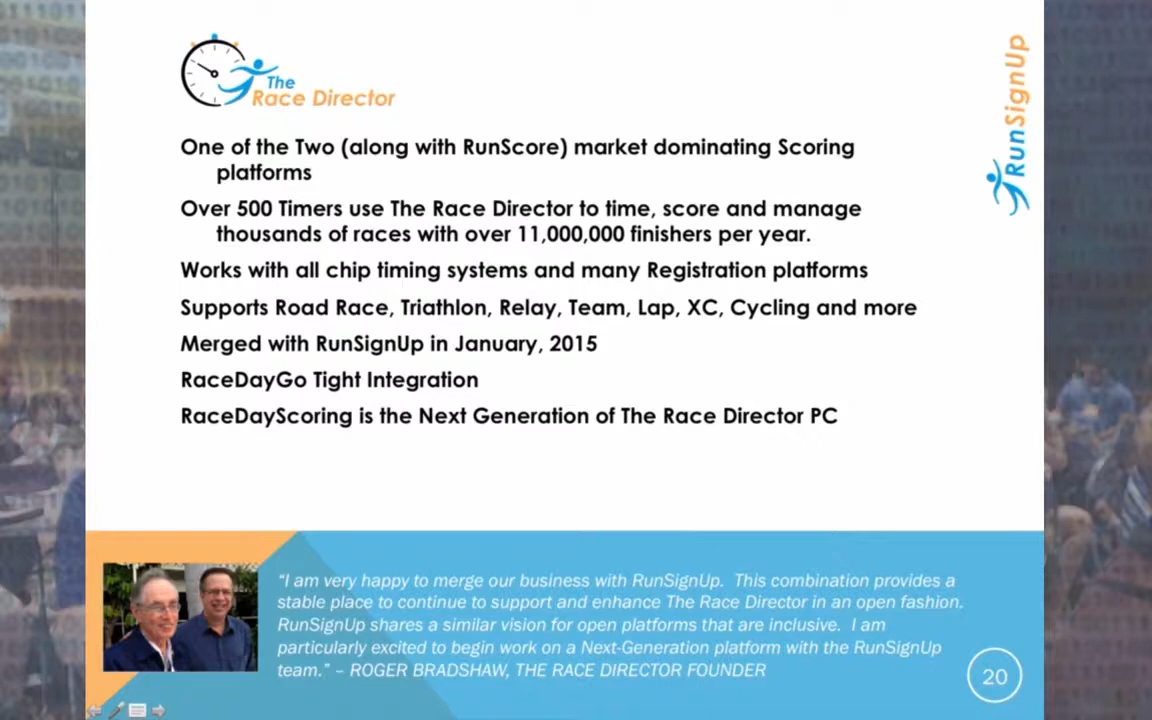 The
Race Director
RunSignUp
One of the Two (along with RunScore) market dominating Scoring
platforms
Over 500 Timers use The Race Director to time, score and manage
thousands of races with over 11,000,000 finishers per year.
Works with all chip timing systems and many Registration platforms
Supports Road Race, Triathlon, Relay, Team, Lap, XC, Cycling and more
Merged with RunSignUp in January, 2015
RaceDayGo Tight Integration
RaceDayScoring is the Next Generation of The Race Director PC
“I am very happy to merge our business with RunSignUp. This combination provides a
stable place to continue to support and enhance The Race Director in an open fashion.
RunSignUp shares a similar vision for open platforms that are inclusive. I am
particularly excited to begin work on a Next-Generation platform with the RunSignUp
team.” – ROGER BRADSHAW, THE RACE DIRECTOR FOUNDER
20